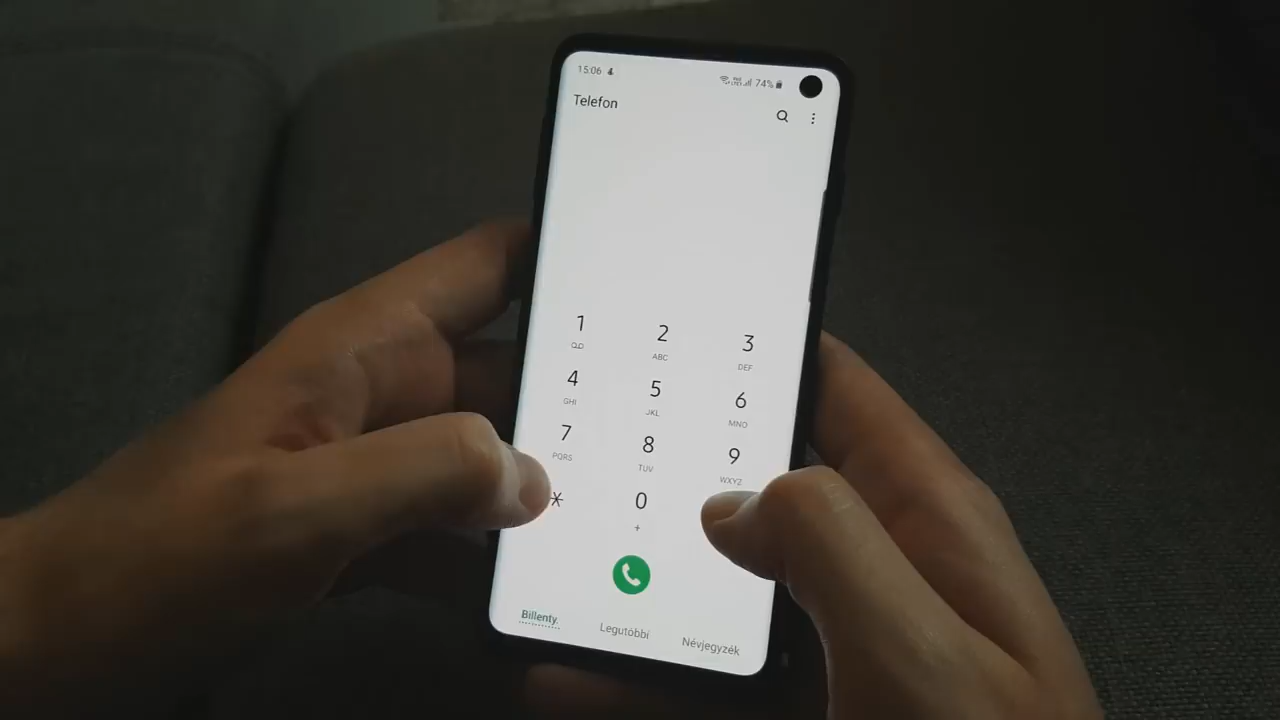 15:06 74%
Telefon
1 2 3
ABC DEF
4 5 6
GHI JKL MNO
7 8 9
PQRS TUV WXYZ
* 0
+
Billenty. Legutóbbi Névjegyzék